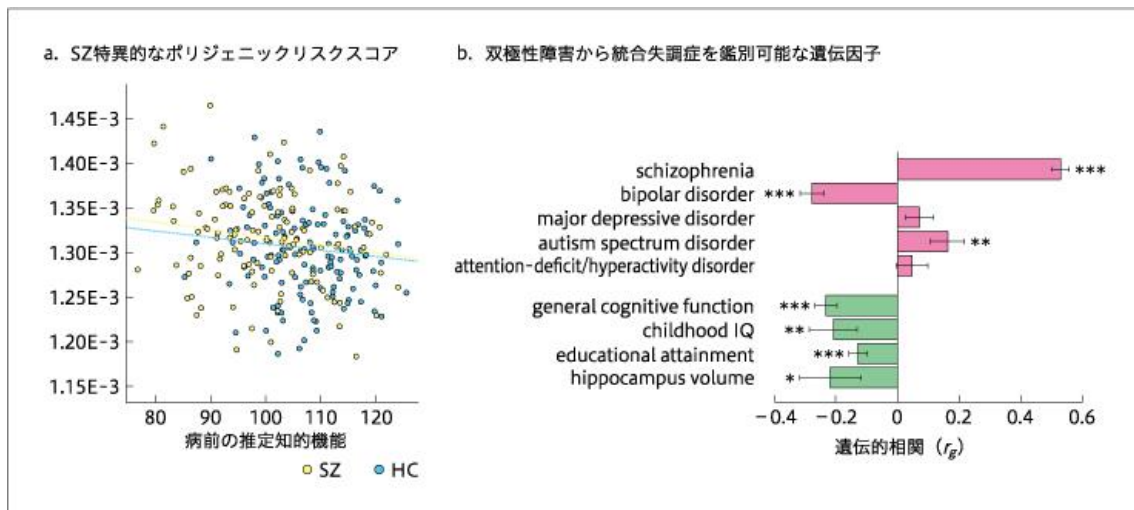 a. SZ特異的なポリジェニックリスクスコア
1.45E-3
1.40E-3
1.35E-3
1.30E-3
1.25E-3
1.20E-3
1.15E-3
80 90 100 110 120
病前の推定知的機能
SZ HC
b. 双極性障害から統合失調症を鑑別可能な遺伝因子
schizophrenia ***
bipolar disorder ***
major depressive disorder
autism spectrum disorder **
attention-deficit/hyperactivity disorder
general cognitive function ***
childhood IQ **
educational attainment ***
hippocampus volume *
−0.4 −0.2 0 0.2 0.4 0.6
遺伝的相関 (rg)